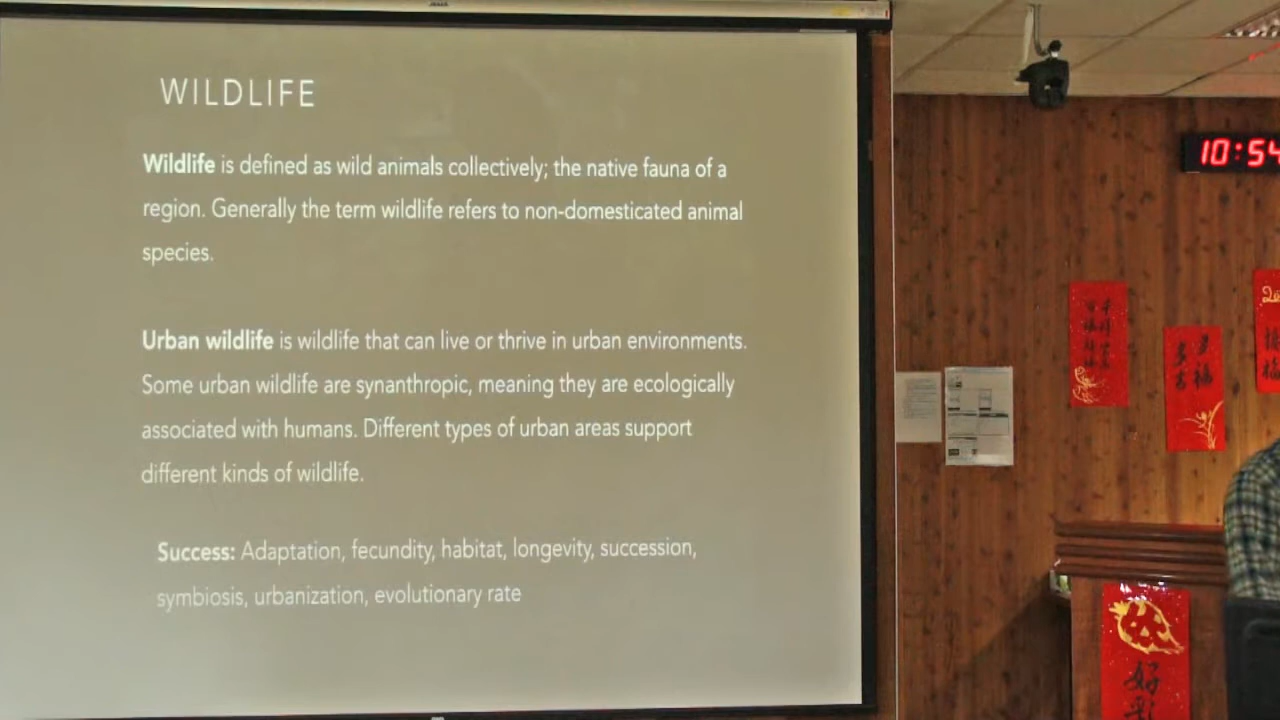 WILDLIFE
Wildlife is defined as wild animals collectively; the native fauna of a
region. Generally the term wildlife refers to non-domesticated animal
species.
Urban wildlife is wildlife that can live or thrive in urban environments.
Some urban wildlife are synanthropic, meaning they are ecologically
associated with humans. Different types of urban areas support
different kinds of wildlife.
Success: Adaptation, fecundity, habitat, longevity, succession,
symbiosis, urbanization, evolutionary rate
10:54
好